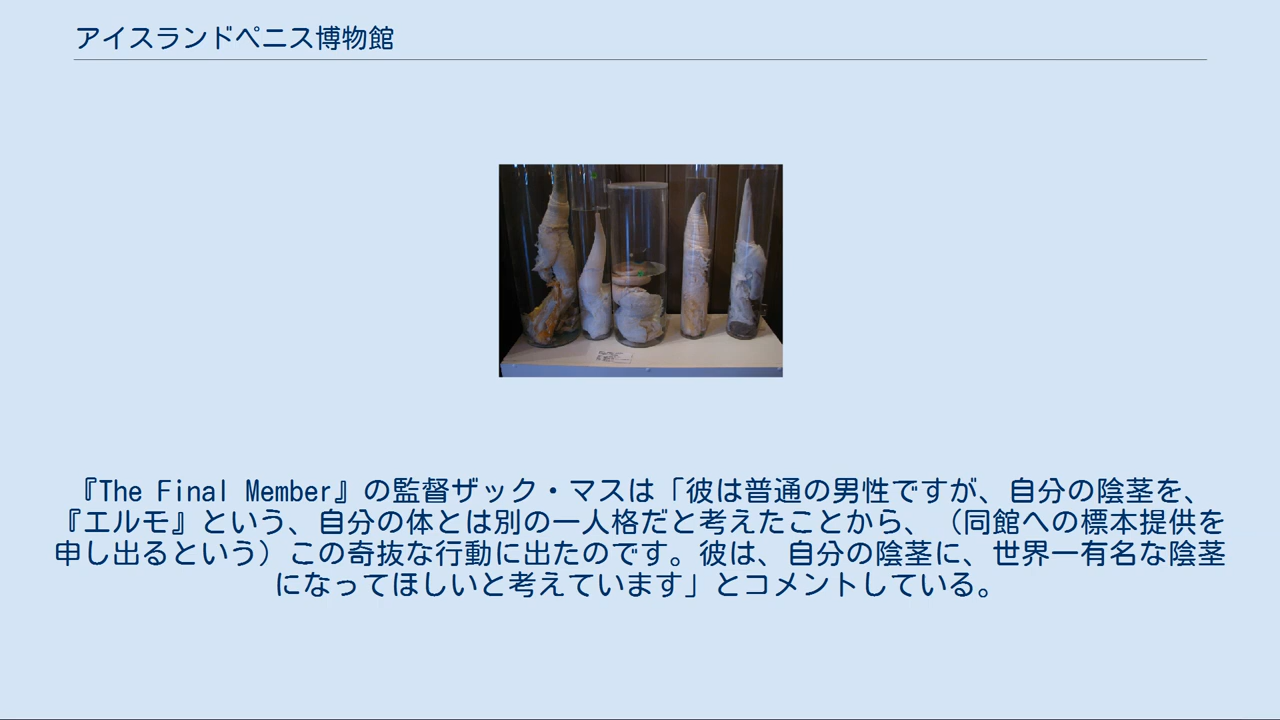 アイスランドペニス博物館
『The Final Member』の監督ザック・マスは「彼は普通の男性ですが、自分の陰茎を、
『エルモ』という、自分の体とは別の一人格だと考えたことから、（同館への標本提供を
申し出るという）この奇抜な行動に出たのです。彼は、自分の陰茎に、世界一有名な陰茎
になってほしいと考えています」とコメントしている。